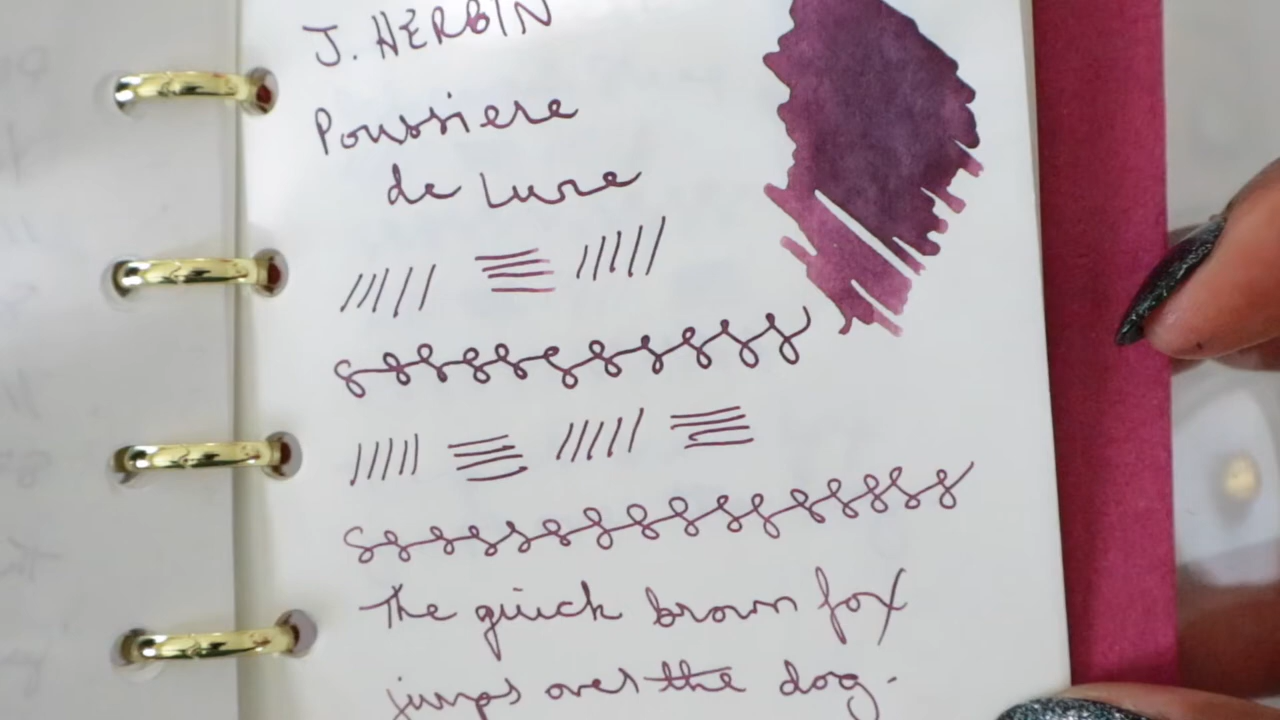 J. HERBIN
Poussiere
de Lune
the quick brown fox
jumps over the dog.